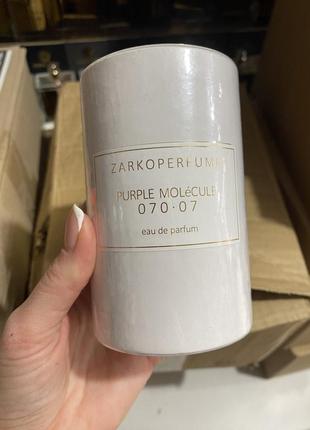 ZARKOPERFUME
PURPLE MOLéCULE
070·07
eau de parfum